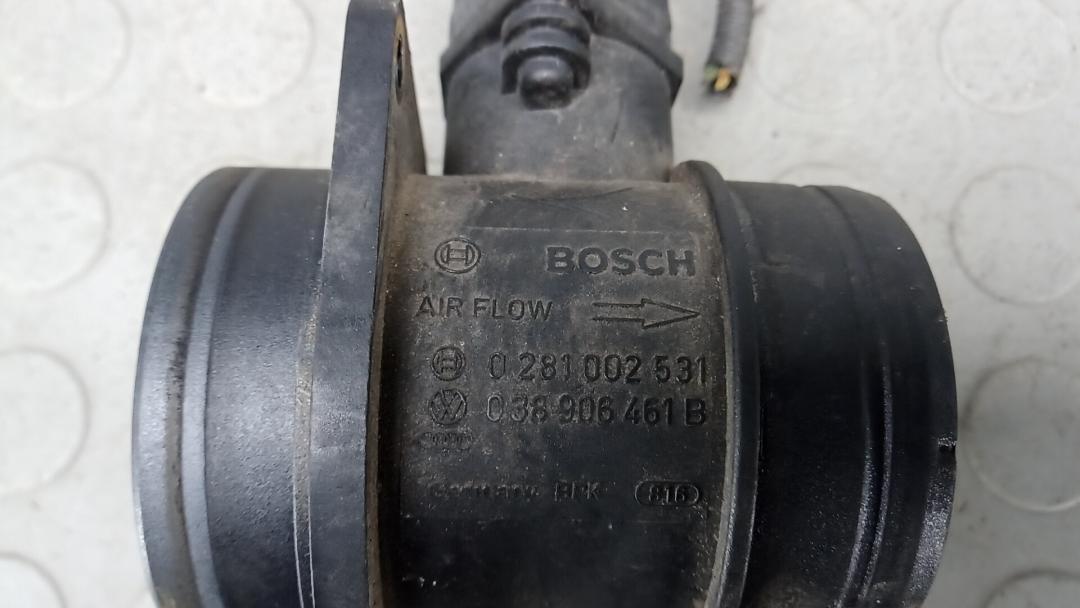 BOSCH
AIR FLOW
0 281 002 531
038 906 461 B
Germany 816